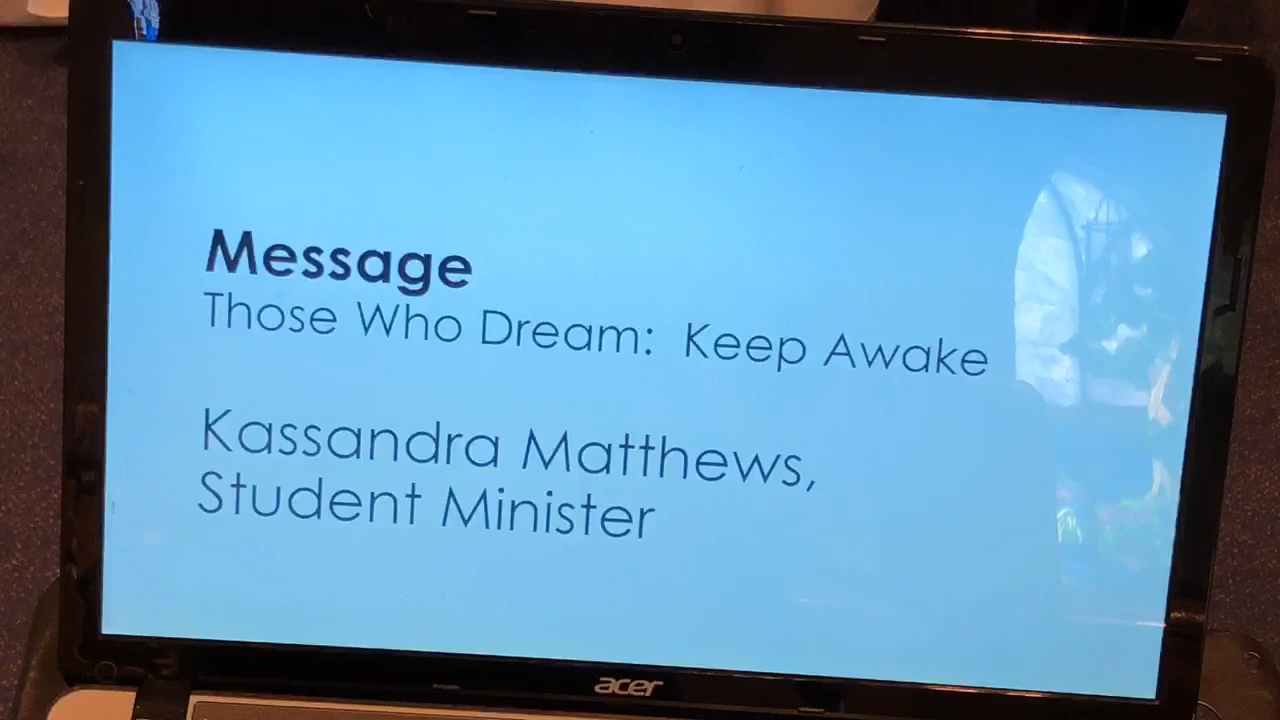 Message
Those Who Dream: Keep Awake
Kassandra Matthews,
Student Minister
acer